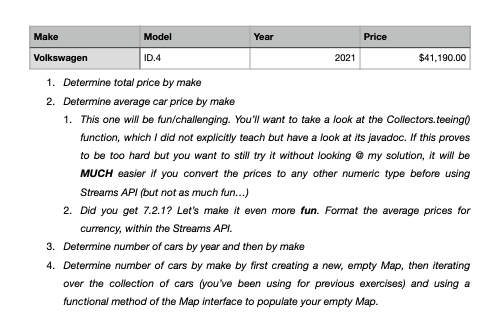 Make Model Year Price
Volkswagen ID.4 2021 $41,190.00
1. Determine total price by make
2. Determine average car price by make
1. This one will be fun/challenging. You'll want to take a look at the Collectors.teeing()
function, which I did not explicitly teach but have a look at its javadoc. If this proves
to be too hard but you want to still try it without looking @ my solution, it will be
MUCH easier if you convert the prices to any other numeric type before using
Streams API (but not as much fun…)
2. Did you get 7.2.1? Let's make it even more fun. Format the average prices for
currency, within the Streams API.
3. Determine number of cars by year and then by make
4. Determine number of cars by make by first creating a new, empty Map, then iterating
over the collection of cars (you've been using for previous exercises) and using a
functional method of the Map interface to populate your empty Map.